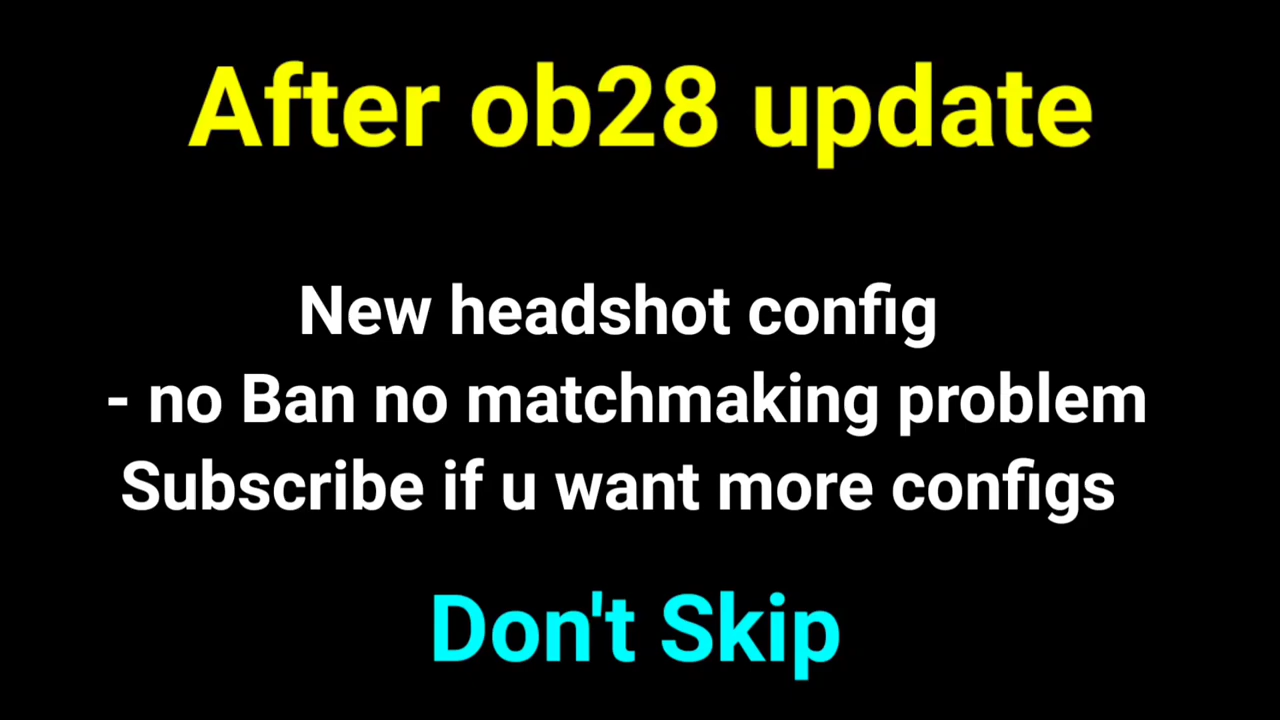 After ob28 update
New headshot config
- no Ban no matchmaking problem
Subscribe if u want more configs
Don't Skip